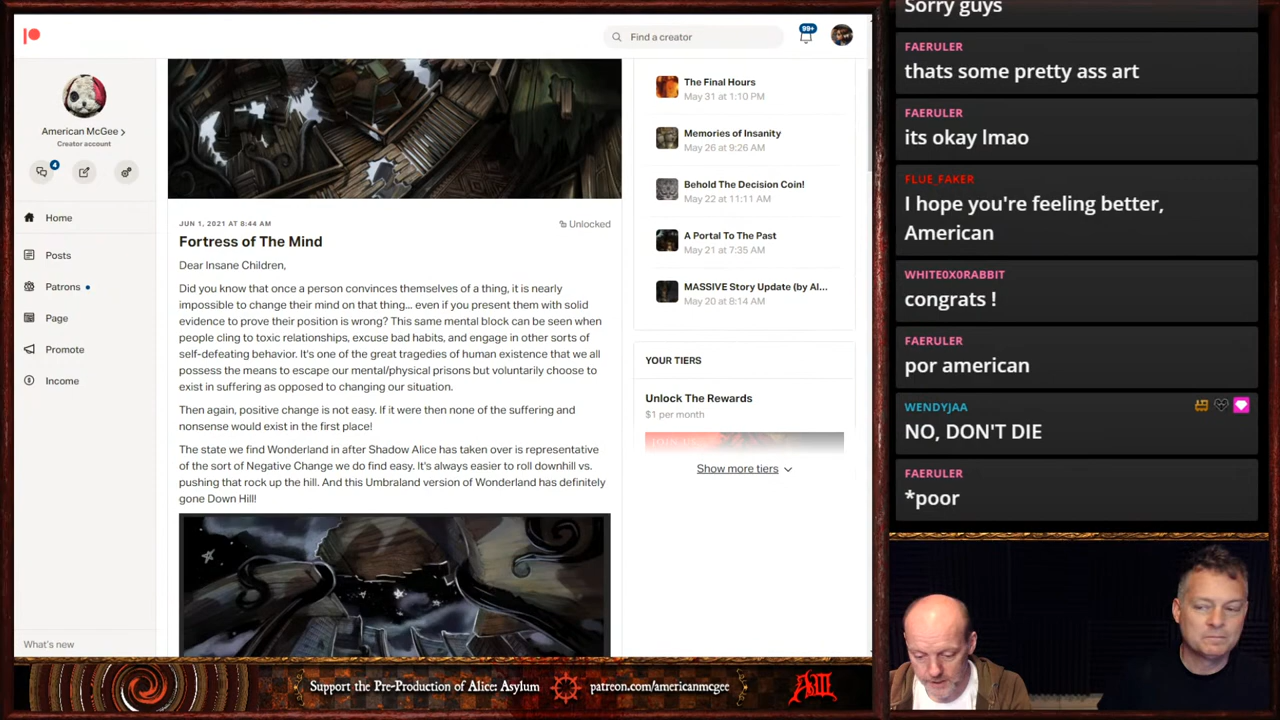 Find a creator
99+
American McGee
Creator account
4
Home
Posts
Patrons
Page
Promote
Income
What's new
JUN 1, 2021 AT 8:44 AM
Unlocked
Fortress of The Mind
Dear Insane Children,
Did you know that once a person convinces themselves of a thing, it is nearly
impossible to change their mind on that thing... even if you present them with solid
evidence to prove their position is wrong? This same mental block can be seen when
people cling to toxic relationships, excuse bad habits, and engage in other sorts of
self-defeating behavior. It's one of the great tragedies of human existence that we all
possess the means to escape our mental/physical prisons but voluntarily choose to
exist in suffering as opposed to changing our situation.
Then again, positive change is not easy. If it were then none of the suffering and
nonsense would exist in the first place!
The state we find Wonderland in after Shadow Alice has taken over is representative
of the sort of Negative Change we do find easy. It's always easier to roll downhill vs.
pushing that rock up the hill. And this Umbraland version of Wonderland has definitely
gone Down Hill!
The Final Hours
May 31 at 1:10 PM
Memories of Insanity
May 26 at 9:26 AM
Behold The Decision Coin!
May 22 at 11:11 AM
A Portal To The Past
May 21 at 7:35 AM
MASSIVE Story Update (by Al...
May 20 at 8:14 AM
YOUR TIERS
Unlock The Rewards
$1 per month
JOIN US
Show more tiers
Sorry guys
FAERULER
thats some pretty ass art
FAERULER
its okay lmao
FLUE_FAKER
I hope you're feeling better,
American
WHITE0X0RABBIT
congrats !
FAERULER
por american
WENDYJAA
NO, DON'T DIE
FAERULER
*poor
Support the Pre-Production of Alice: Asylum
patreon.com/americanmcgee